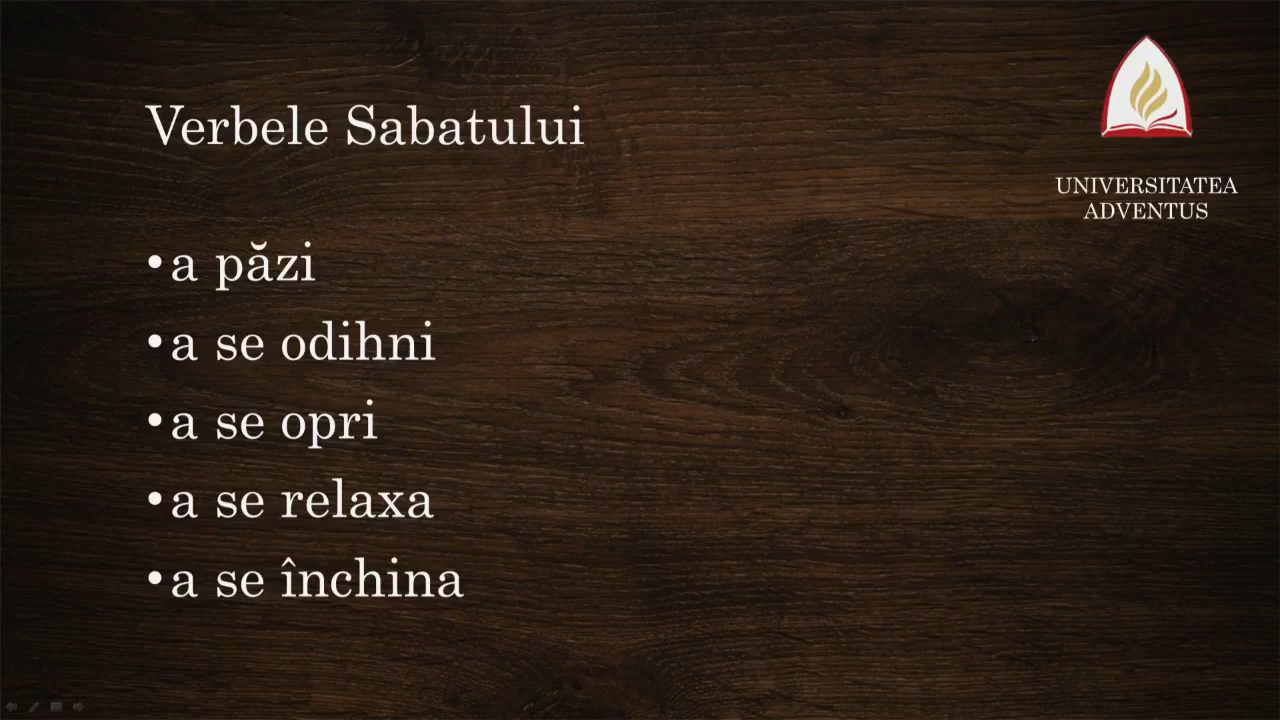 Verbele Sabatului
UNIVERSITATEA
ADVENTUS
•a păzi
•a se odihni
•a se opri
•a se relaxa
•a se închina